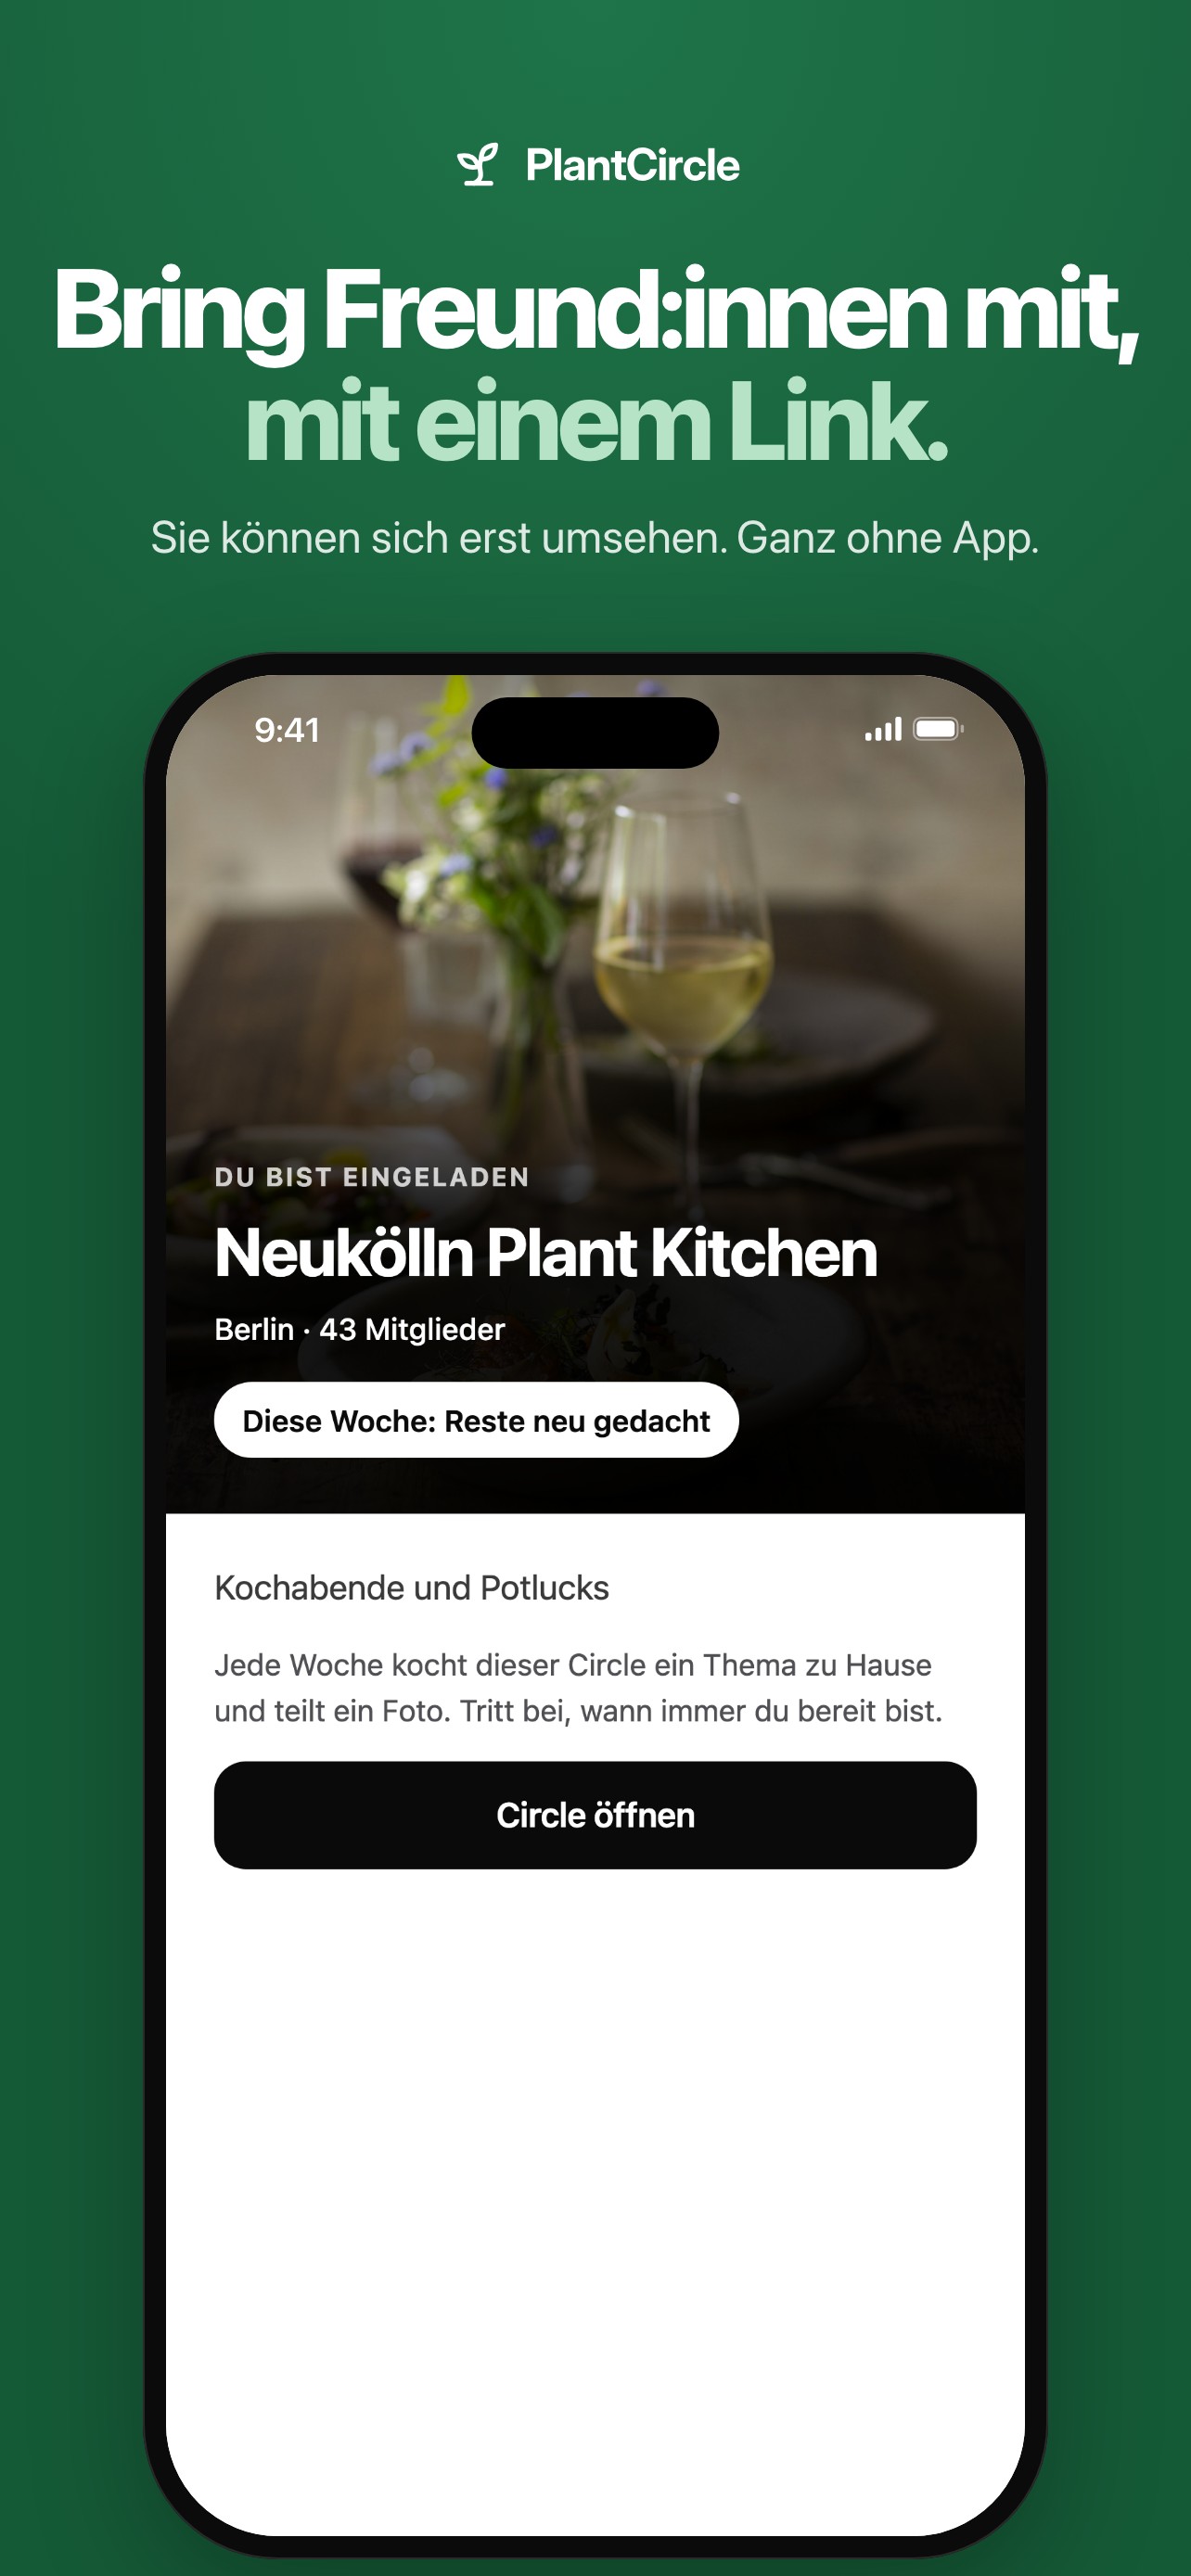 PlantCircle
Bring Freund:innen mit,
mit einem Link.
Sie können sich erst umsehen. Ganz ohne App.
9:41
DU BIST EINGELADEN
Neukölln Plant Kitchen
Berlin · 43 Mitglieder
Diese Woche: Reste neu gedacht
Kochabende und Potlucks
Jede Woche kocht dieser Circle ein Thema zu Hause
und teilt ein Foto. Tritt bei, wann immer du bereit bist.
Circle öffnen